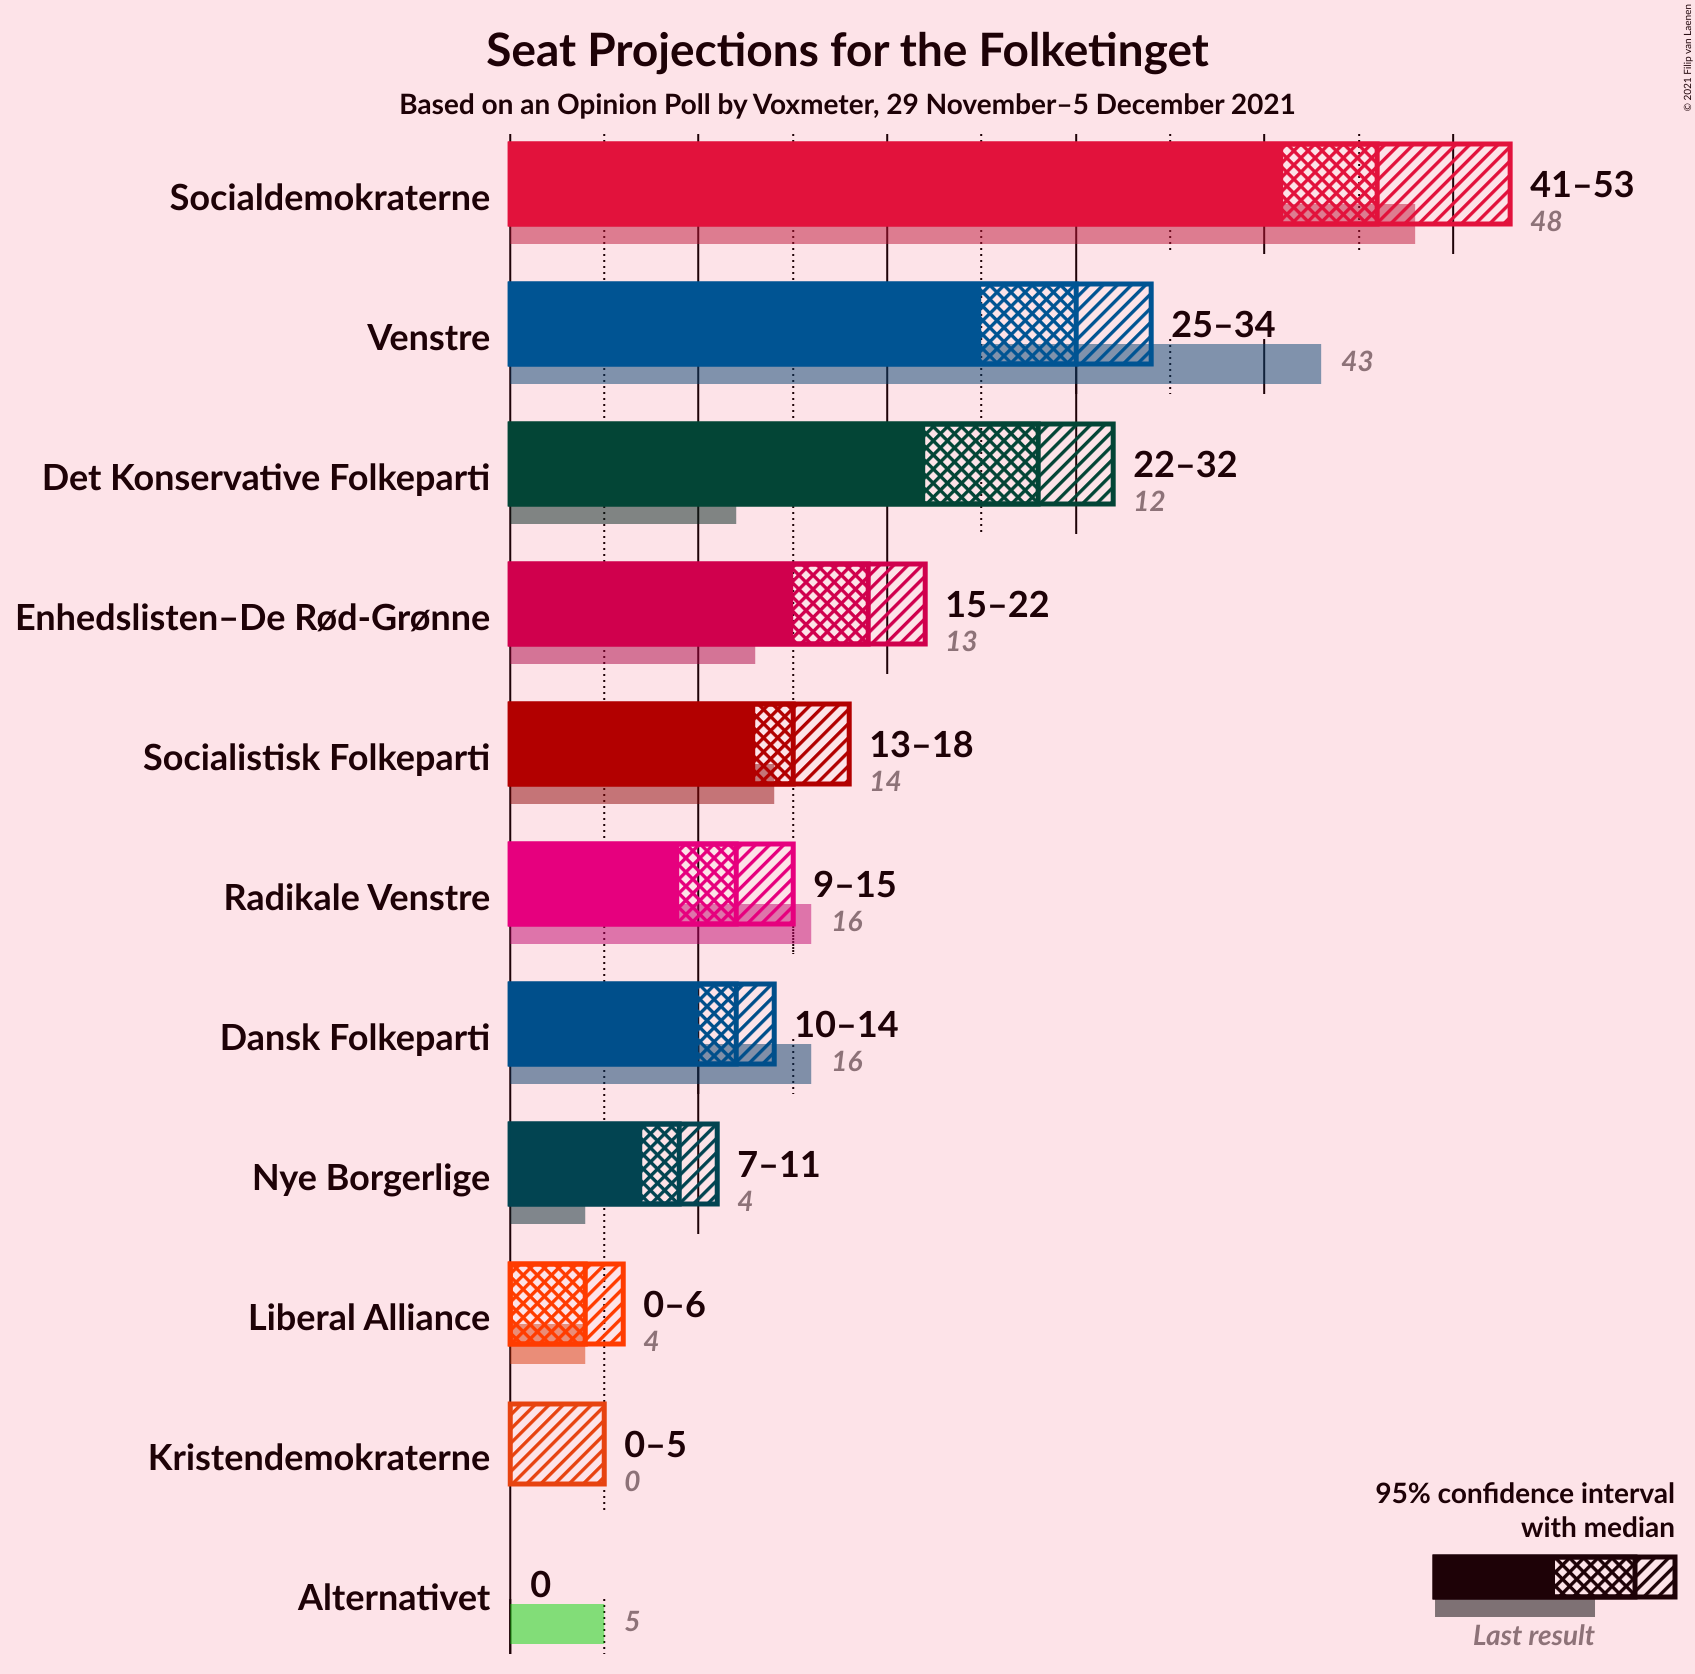 Seat Projections for the Folketinget
Based on an Opinion Poll by Voxmeter, 29 November–5 December 2021
© 2021 Filip van Laenen
Socialdemokraterne
41–53
48
Venstre
25–34
43
Det Konservative Folkeparti
22–32
12
Enhedslisten–De Rød-Grønne
15–22
13
Socialistisk Folkeparti
13–18
14
Radikale Venstre
9–15
16
Dansk Folkeparti
10–14
16
Nye Borgerlige
7–11
4
Liberal Alliance
0–6
4
Kristendemokraterne
0–5
0
Alternativet
0
5
95% confidence interval
with median
Last result